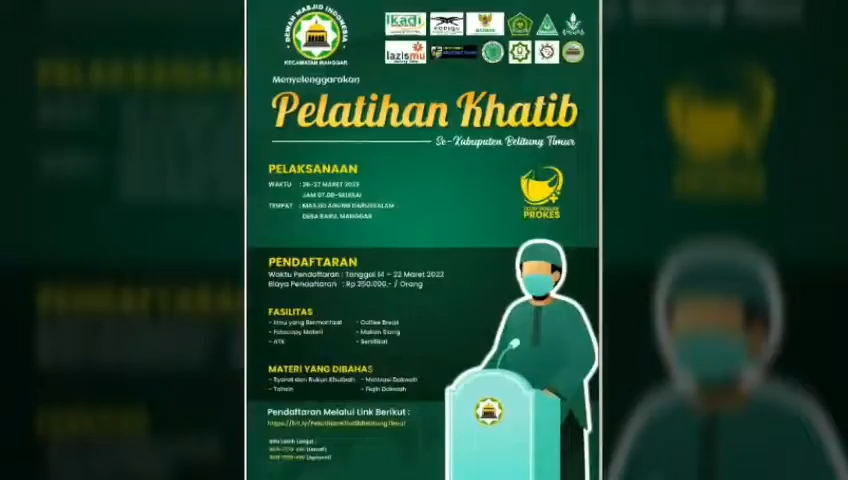 DEWAN MASJID INDONESIA
KECAMATAN MANGGAR
ikadi
lazismu
Menyelenggarakan
Pelatihan Khatib
Se-Kabupaten Belitung Timur
PELAKSANAAN
WAKTU : 26-27 MARET 2022
JAM 07.00-SELESAI
TEMPAT : MASJID AGUNG DARUSSALAM
DESA BARU, MANGGAR
PROKES
PENDAFTARAN
Waktu Pendaftaran : Tanggal 14 - 22 Maret 2022
Biaya Pendaftaran : Rp 250.000,- / Orang
FASILITAS
- Ilmu yang Bermanfaat - Coffee Break
- Fotocopy Materi - Makan Siang
- ATK - Sertifikat
MATERI YANG DIBAHAS
- Syarat dan Rukun Khutbah - Motivasi Dakwah
- Tahsin - Fiqih Dakwah
Pendaftaran Melalui Link Berikut :
https://bit.ly/PelatihanKhatibBelitungTimur
Info Lebih Lanjut :